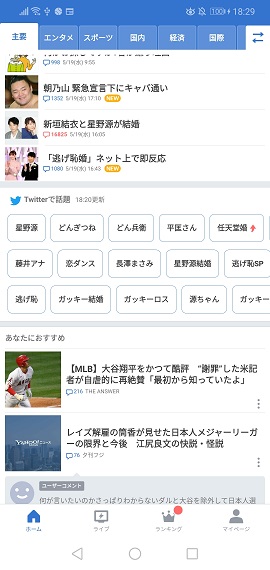 18:29
100
主要 エンタメ スポーツ 国内 経済 国際
998 5/19(水) 9:55
朝乃山 緊急宣言下にキャバ通い
1352 5/19(水) 17:10 NEW
新垣結衣と星野源が結婚
16825 5/19(水) 16:05
「逃げ恥婚」ネット上で即反応
1080 5/19(水) 16:43 NEW
Twitterで話題 18:20更新
星野源 どんぎつね どん兵衛 平匡さん 任天堂婚
藤井アナ 恋ダンス 長澤まさみ 星野源結婚 逃げ恥SP
逃げ恥 ガッキー結婚 ガッキーロス 源ちゃん ガッキー
あなたにおすすめ
【MLB】大谷翔平をかつて酷評 “謝罪”した米記
者が自虐的に再絶賛「最初から知っていたよ」
216 THE ANSWER
レイズ解雇の筒香が見せた日本人メジャーリーガ
ーの限界と今後 江尻良文の快説・怪説
76 夕刊フジ
YAHOO!
ニュース
ユーザーコメント
何が言いたいのかさっぱりわからないダルと大谷を除外して日本人選
ホーム ライブ ランキング マイページ